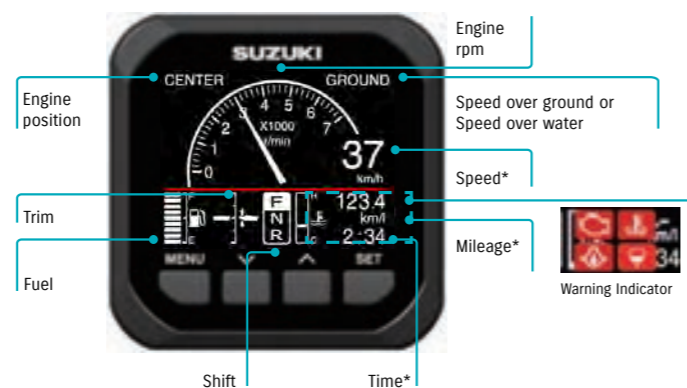 Engine
rpm
SUZUKI
CENTER
GROUND
Engine
position
Speed over ground or
Speed over water
0
1
2
3
4
5
6
7
X1000
r/min
37
km/h
Speed*
Trim
F
N
R
F
E
H
C
123.4
km/l
2:34
Mileage*
34
Warning Indicator
Fuel
MENU
SET
Shift
Time*